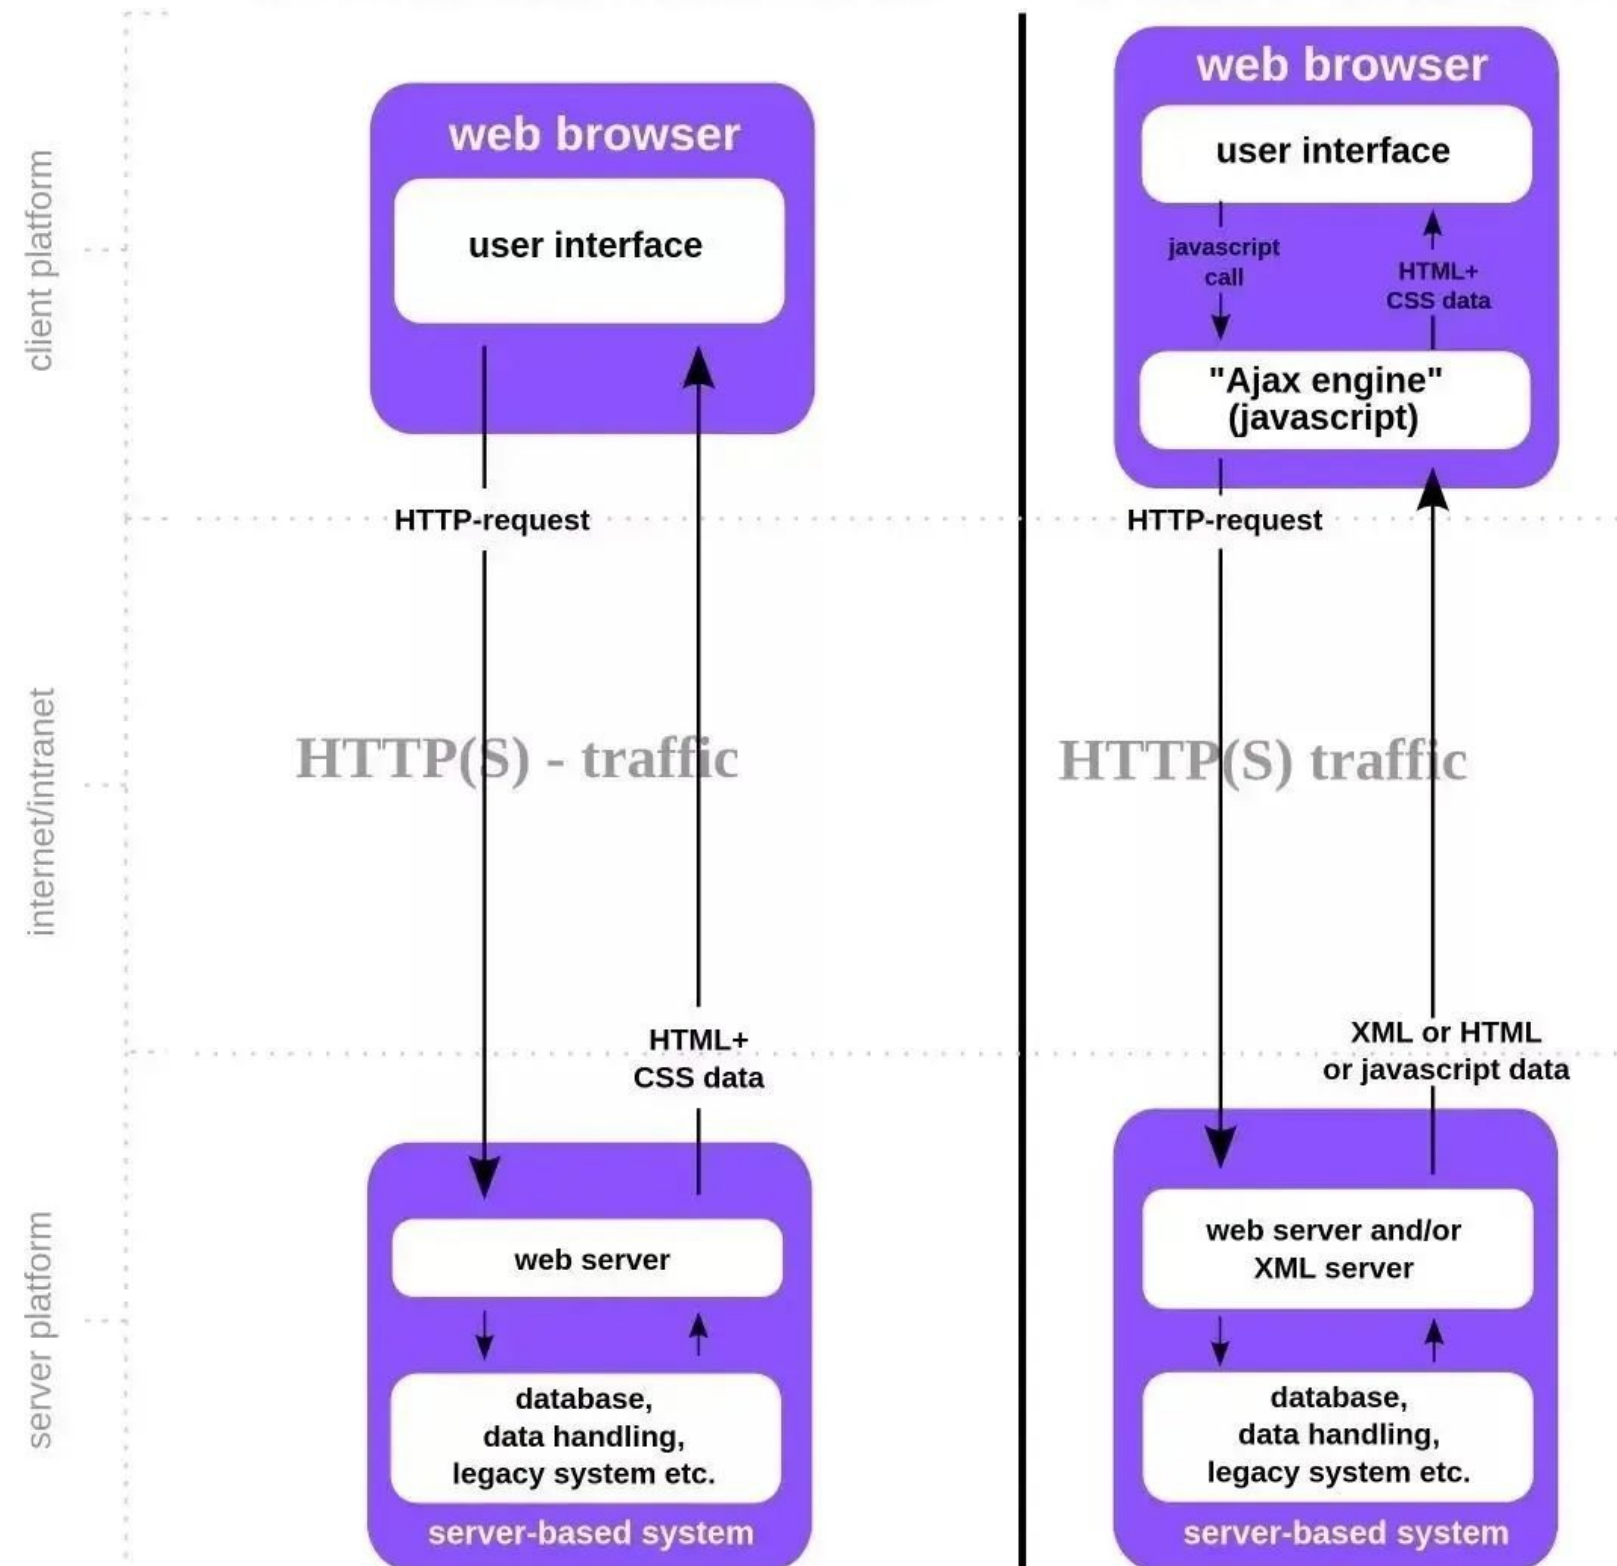 client platform
internet/intranet
server platform
web browser
user interface
HTTP-request
HTTP(S) - traffic
HTML+
CSS data
web server
database,
data handling,
legacy system etc.
server-based system
web browser
user interface
javascript
call
HTML+
CSS data
"Ajax engine"
(javascript)
HTTP-request
HTTP(S) traffic
XML or HTML
or javascript data
web server and/or
XML server
database,
data handling,
legacy system etc.
server-based system